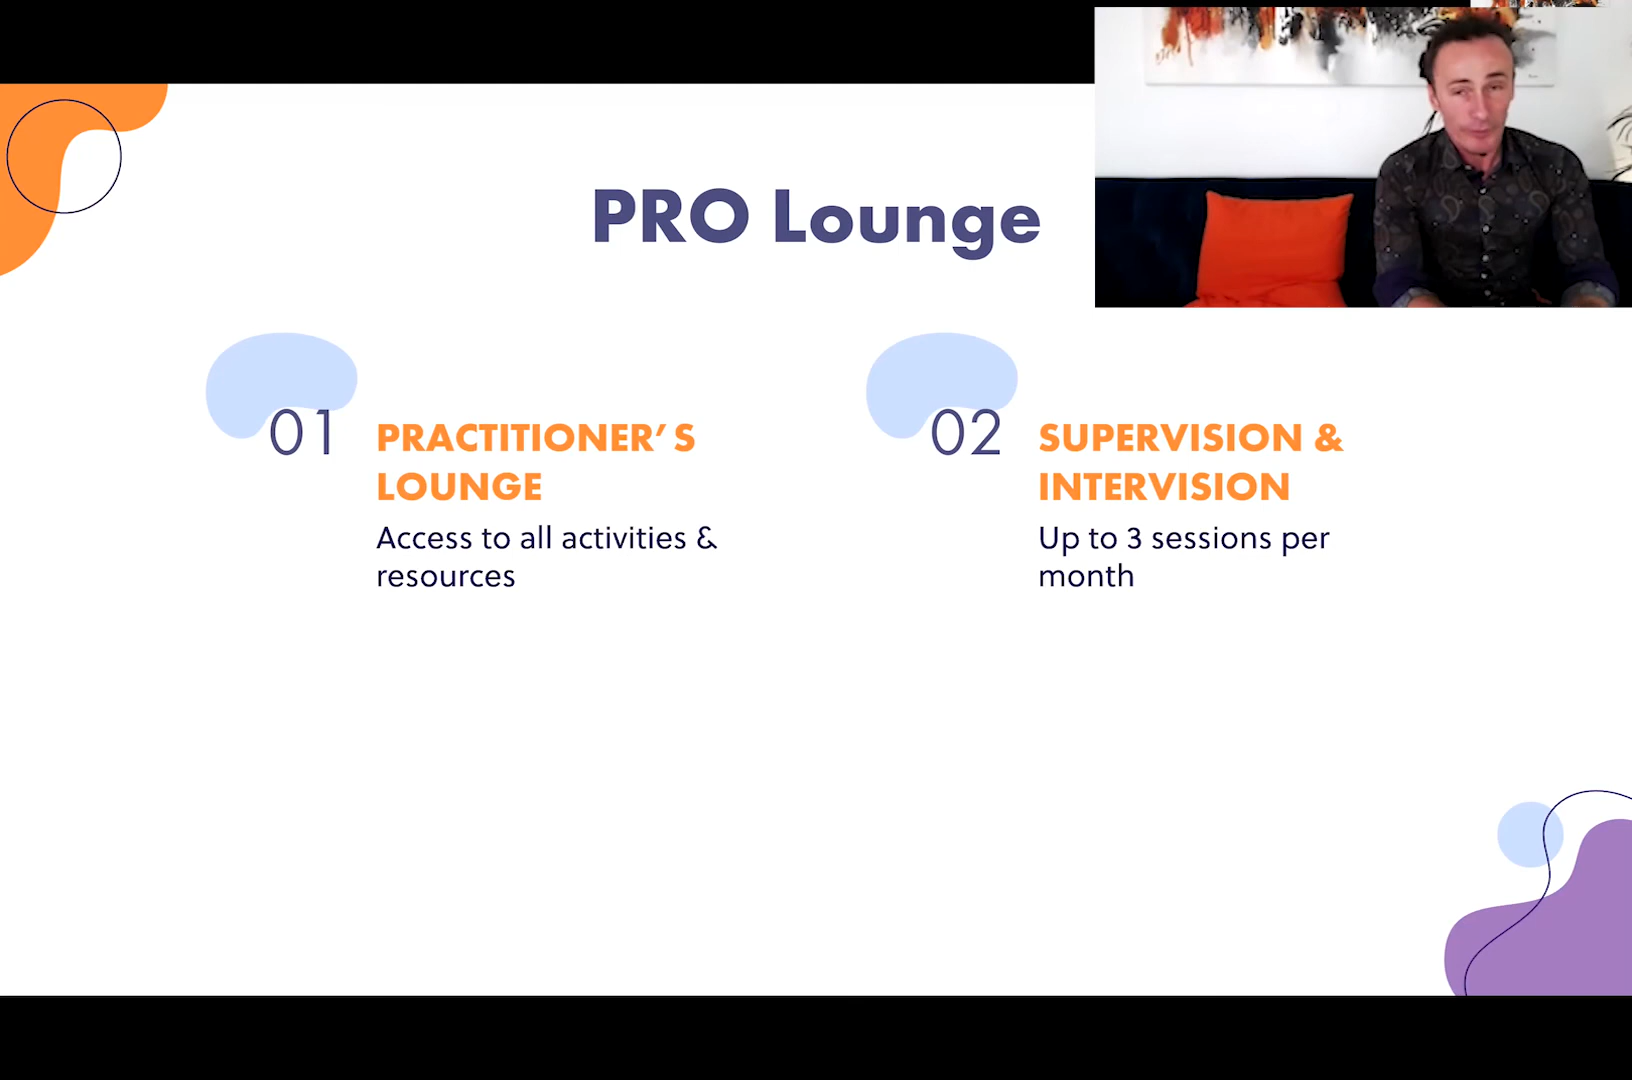 PRO Lounge
01
PRACTITIONER’S
LOUNGE
Access to all activities &
resources
02
SUPERVISION &
INTERVISION
Up to 3 sessions per
month